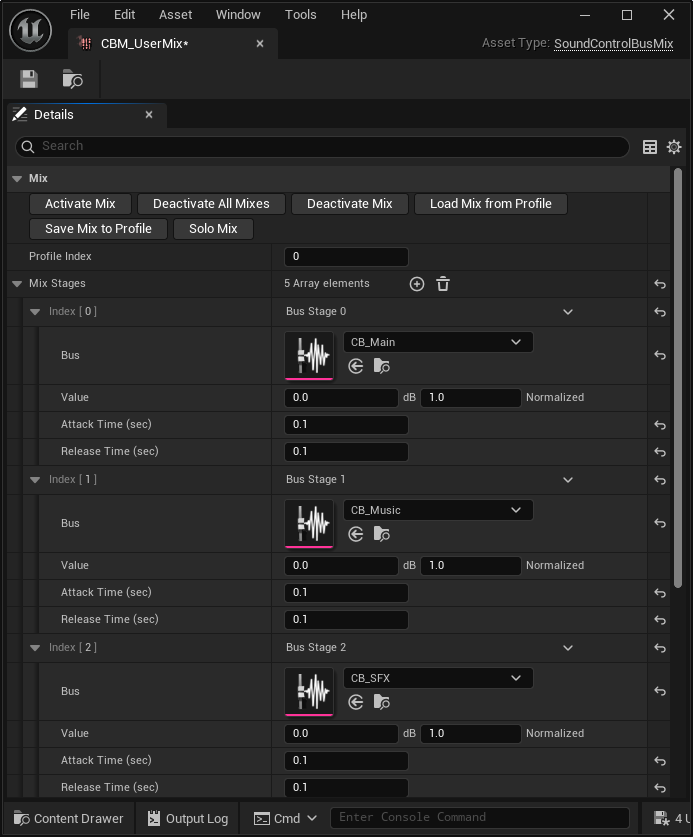 File Edit Asset Window Tools Help
CBM_UserMix*
Asset Type: SoundControlBusMix
Details
Search
Mix
Activate Mix Deactivate All Mixes Deactivate Mix Load Mix from Profile
Save Mix to Profile Solo Mix
Profile Index 0
Mix Stages 5 Array elements
Index [ 0 ] Bus Stage 0
CB_Main
Bus
Value 0.0 dB 1.0 Normalized
Attack Time (sec) 0.1
Release Time (sec) 0.1
Index [ 1 ] Bus Stage 1
CB_Music
Bus
Value 0.0 dB 1.0 Normalized
Attack Time (sec) 0.1
Release Time (sec) 0.1
Index [ 2 ] Bus Stage 2
CB_SFX
Bus
Value 0.0 dB 1.0 Normalized
Attack Time (sec) 0.1
Release Time (sec) 0.1
Content Drawer Output Log Cmd Enter Console Command 4 U